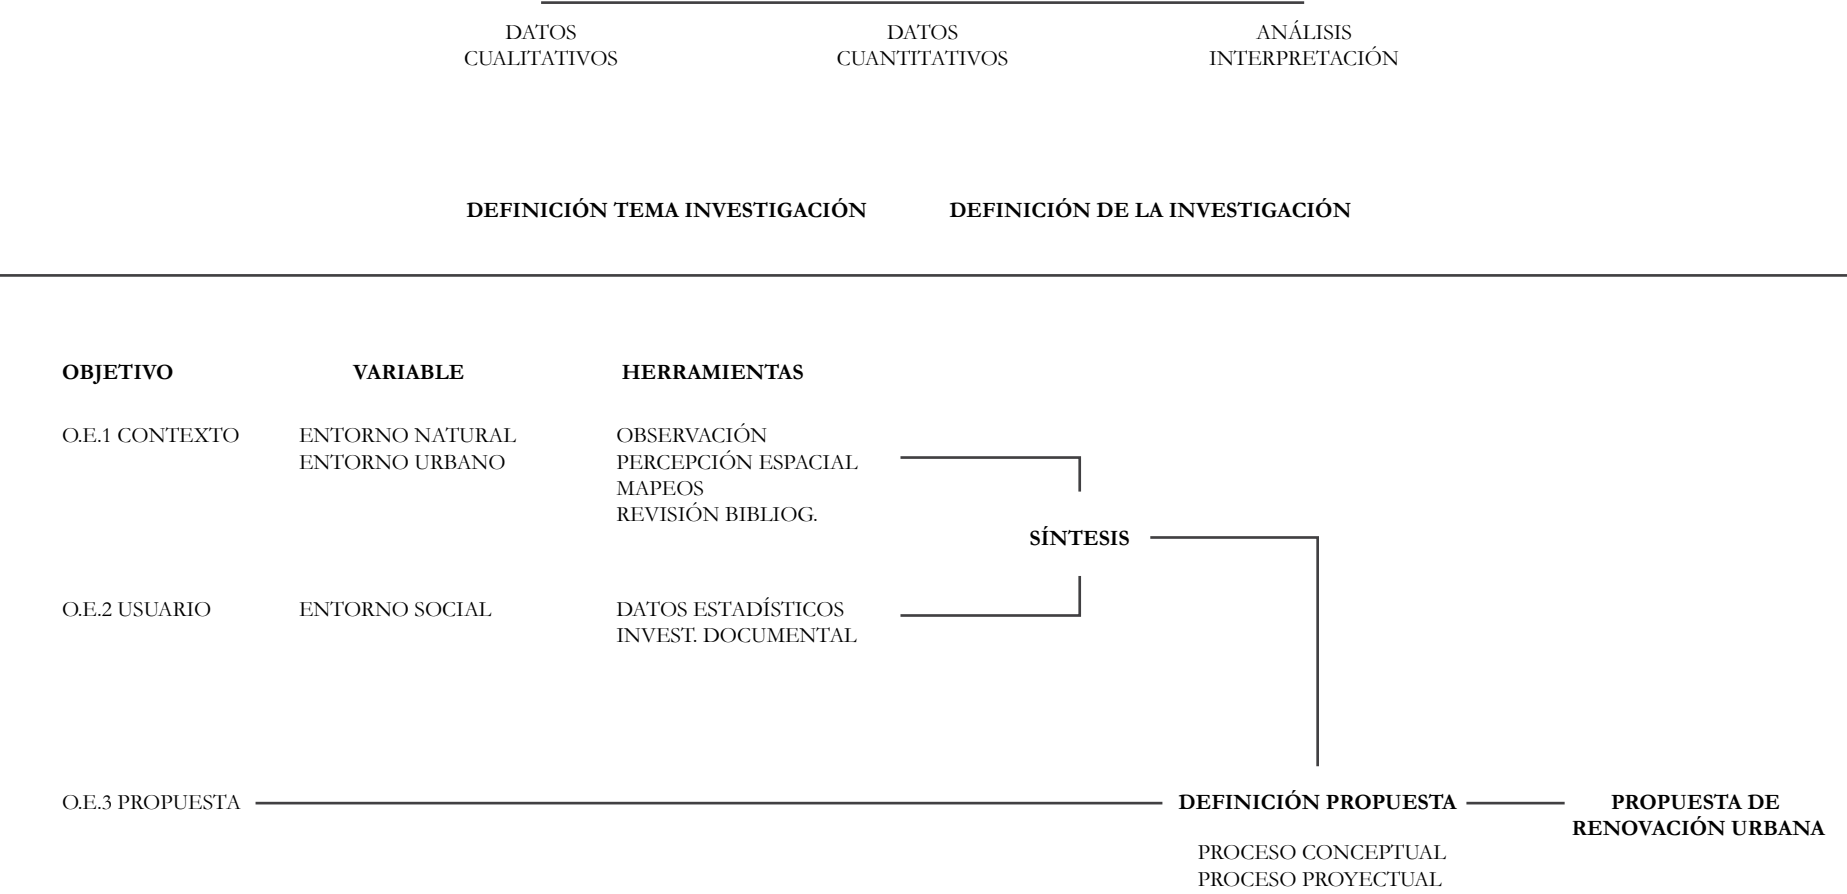 DATOS
CUALITATIVOS
DATOS
CUANTITATIVOS
ANÁLISIS
INTERPRETACIÓN
DEFINICIÓN TEMA INVESTIGACIÓN
DEFINICIÓN DE LA INVESTIGACIÓN
OBJETIVO
VARIABLE
HERRAMIENTAS
O.E.1 CONTEXTO
ENTORNO NATURAL
ENTORNO URBANO
OBSERVACIÓN
PERCEPCIÓN ESPACIAL
MAPEOS
REVISIÓN BIBLIOG.
SÍNTESIS
O.E.2 USUARIO
ENTORNO SOCIAL
DATOS ESTADÍSTICOS
INVEST. DOCUMENTAL
O.E.3 PROPUESTA
DEFINICIÓN PROPUESTA
PROCESO CONCEPTUAL
PROCESO PROYECTUAL
PROPUESTA DE
RENOVACIÓN URBANA